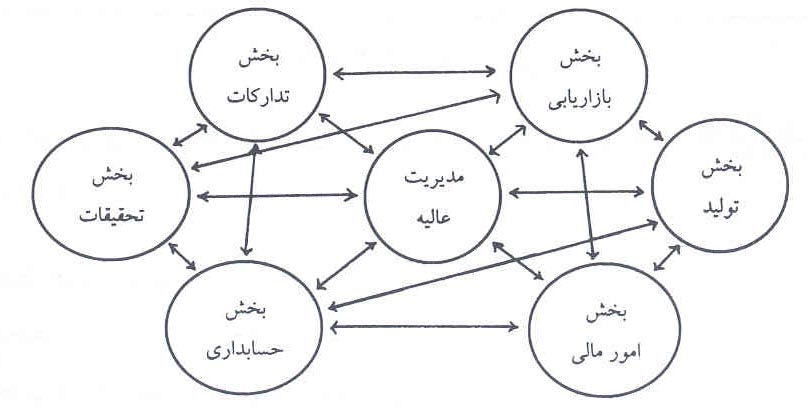 بخش
بازاریابی
بخش
تدارکات
بخش
تولید
مدیریت
عالیه
بخش
تحقیقات
بخش
امور مالی
بخش
حسابداری